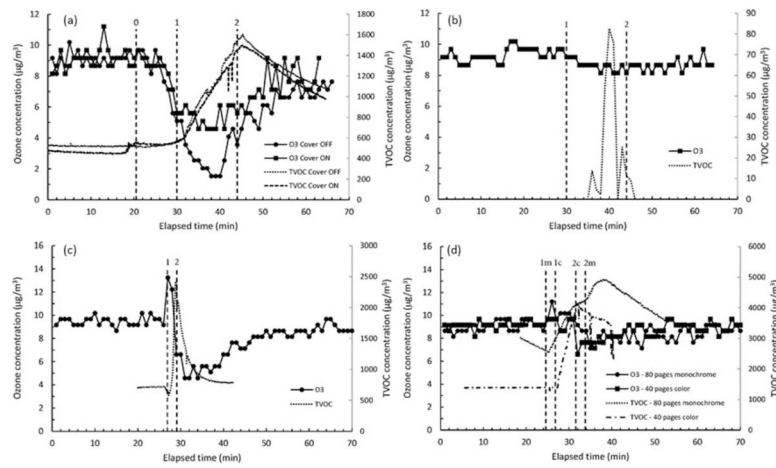 (a)
0 1 2
Ozone concentration (µg/m³)
12
10
8
6
4
2
0
1800
1600
1400
1200
1000
800
600
400
200
0
TVOC concentration (µg/m³)
O3 Cover OFF
O3 Cover ON
TVOC Cover OFF
TVOC Cover ON
0 10 20 30 40 50 60 70
Elapsed time (min)
(b)
1 2
Ozone concentration (µg/m³)
12
10
8
6
4
2
0
90
80
70
60
50
40
30
20
10
0
TVOC concentration (µg/m³)
O3
TVOC
0 10 20 30 40 50 60 70
Elapsed time (min)
(c)
1 2
Ozone concentration (µg/m³)
16
14
12
10
8
6
4
2
0
3000
2500
2000
1500
1000
500
0
TVOC concentration (µg/m³)
O3
TVOC
0 10 20 30 40 50 60 70
Elapsed time (min)
(d)
1m 1c 2c 2m
Ozone concentration (µg/m³)
16
14
12
10
8
6
4
2
0
6000
5000
4000
3000
2000
1000
0
TVOC concentration (µg/m³)
O3 - 80 pages monochrome
O3 - 40 pages color
TVOC - 80 pages monochrome
TVOC - 40 pages color
0 10 20 30 40 50 60 70
Elapsed time (min)